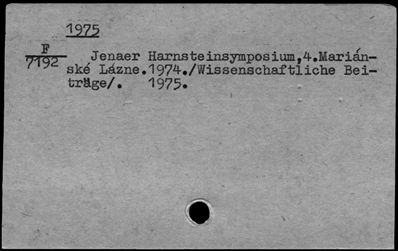 1975
F
7192
Jenaer Harnsteinsymposium,4.Marián-
ské Lázne.1974./Wissenschaftliche Bei-
träge/. 1975.